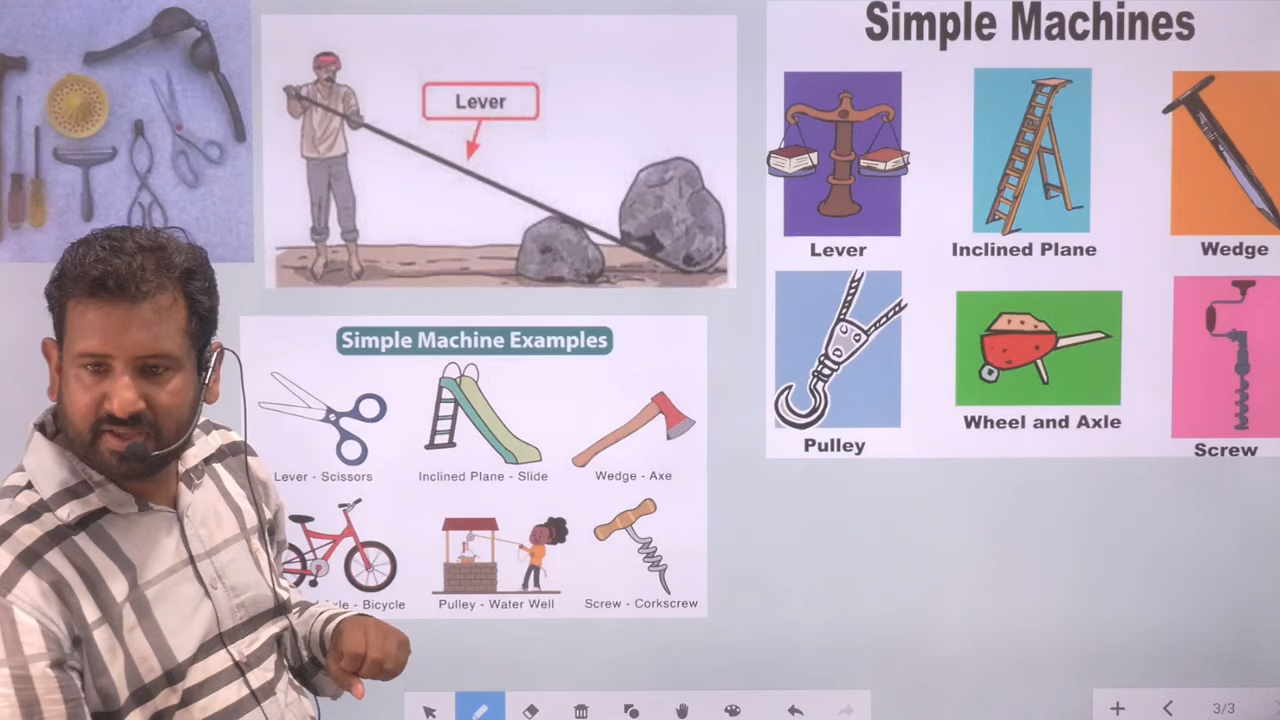 Simple Machines
Lever
Lever
Inclined Plane
Wedge
Pulley
Wheel and Axle
Screw
Simple Machine Examples
Lever - Scissors
Inclined Plane - Slide
Wedge - Axe
Axle - Bicycle
Pulley - Water Well
Screw - Corkscrew
3/3